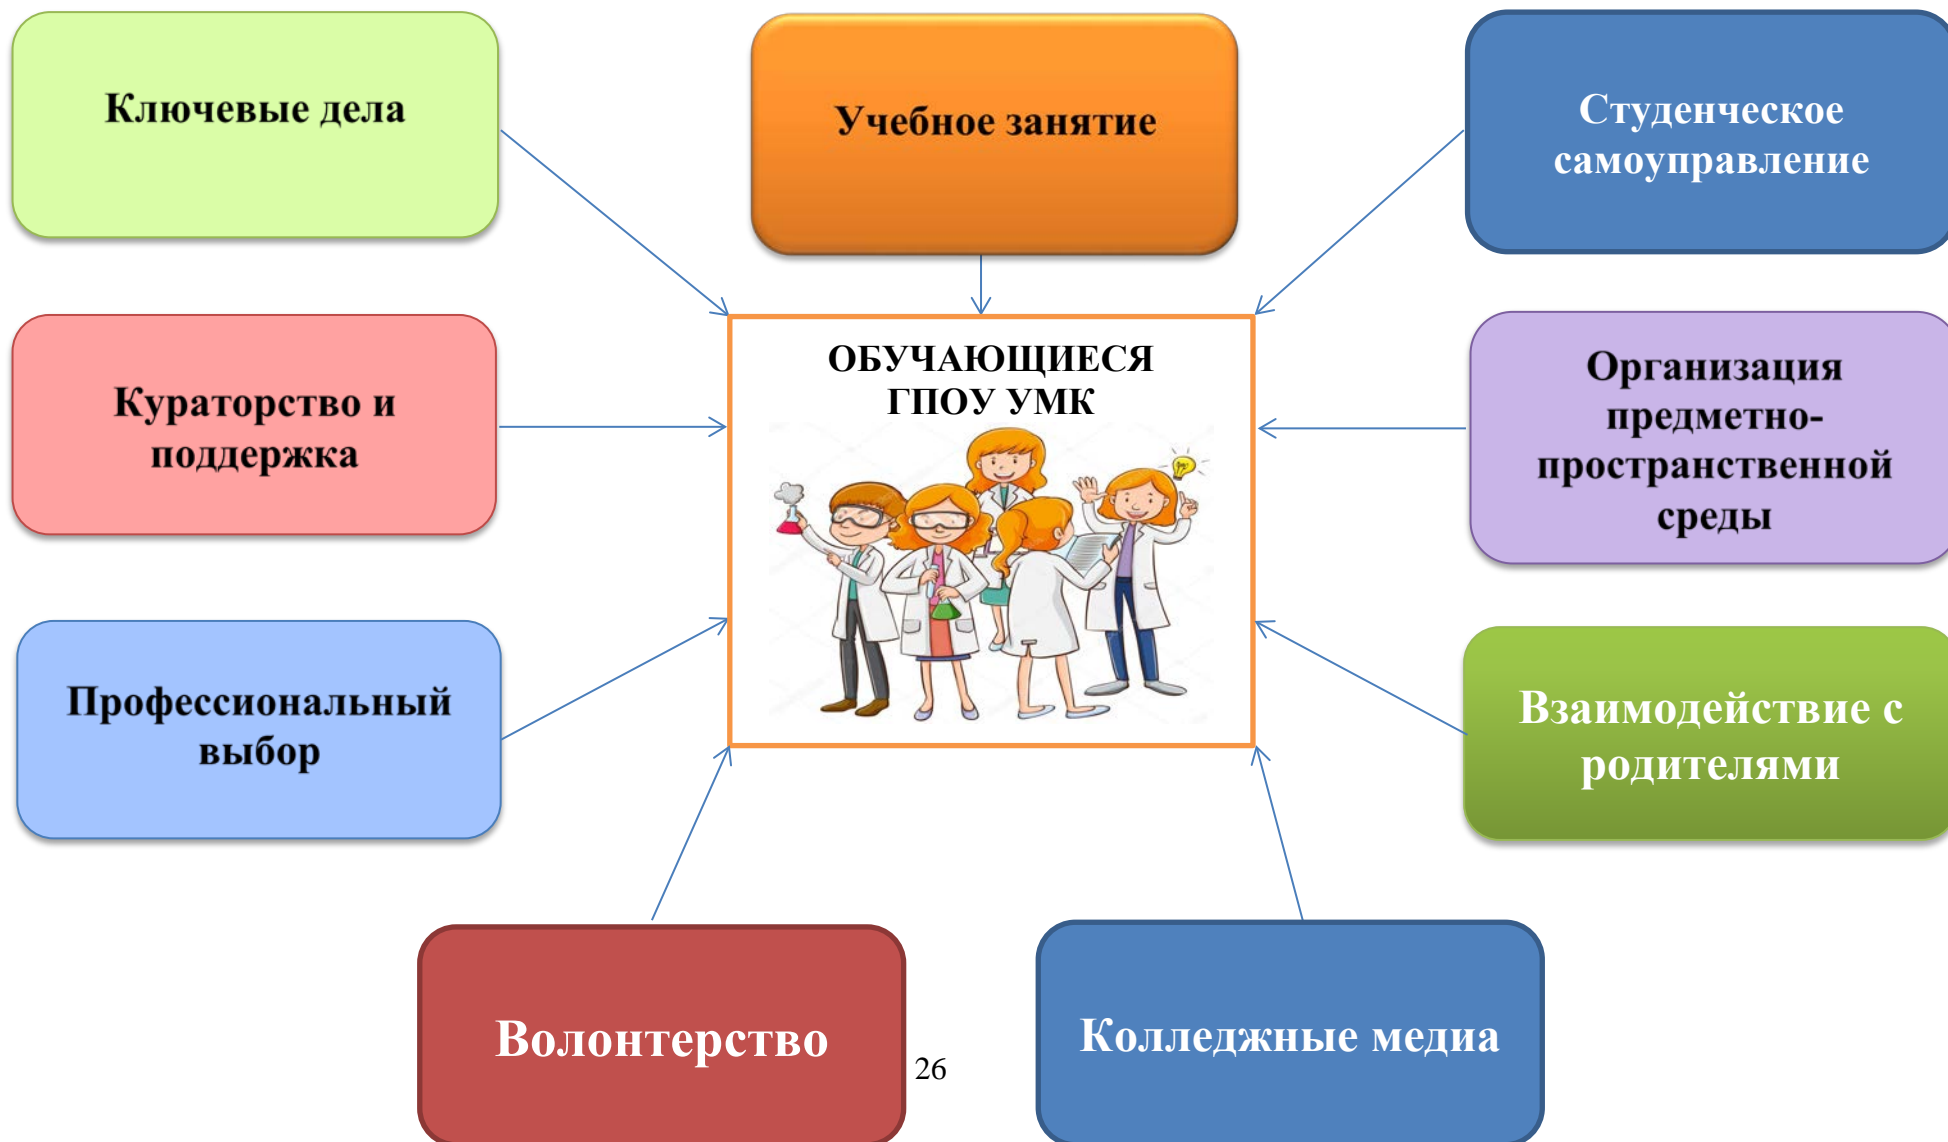 Ключевые дела
Учебное занятие
Студенческое
самоуправление
ОБУЧАЮЩИЕСЯ
ГПОУ УМК
Кураторство и
поддержка
Организация
предметно-
пространственной
среды
Профессиональный
выбор
Взаимодействие с
родителями
Волонтерство
Колледжные медиа
26